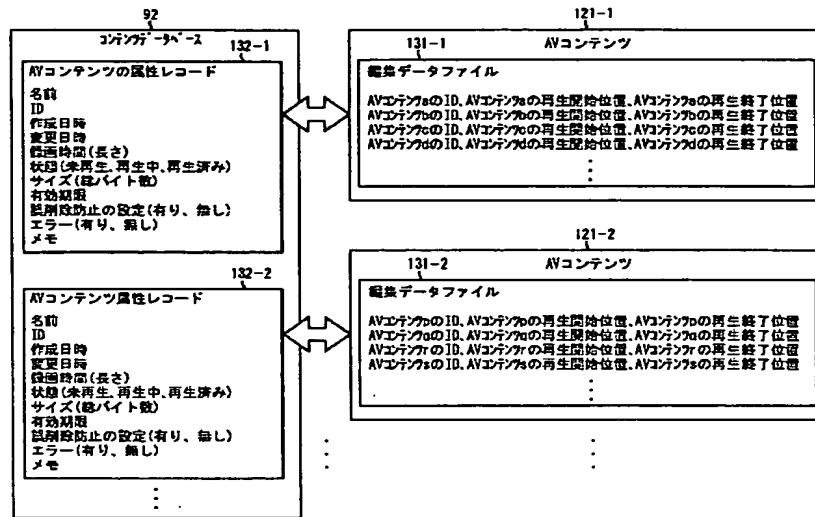 92
コンテンツデータベース
132-1
AVコンテンツの属性レコード
名前
ID
作成日時
変更日時
録画時間(長さ)
状態(未再生、再生中、再生済み)
サイズ(総バイト数)
有効期限
誤削除防止の設定(有り、無し)
エラー(有り、無し)
メモ
132-2
AVコンテンツ属性レコード
名前
ID
作成日時
変更日時
録画時間(長さ)
状態(未再生、再生中、再生済み)
サイズ(総バイト数)
有効期限
誤削除防止の設定(有り、無し)
エラー(有り、無し)
メモ
121-1
AVコンテンツ
131-1
編集データファイル
AVコンテンツaのID、AVコンテンツaの再生開始位置、AVコンテンツaの再生終了位置
AVコンテンツbのID、AVコンテンツbの再生開始位置、AVコンテンツbの再生終了位置
AVコンテンツcのID、AVコンテンツcの再生開始位置、AVコンテンツcの再生終了位置
AVコンテンツdのID、AVコンテンツdの再生開始位置、AVコンテンツdの再生終了位置
121-2
AVコンテンツ
131-2
編集データファイル
AVコンテンツpのID、AVコンテンツpの再生開始位置、AVコンテンツpの再生終了位置
AVコンテンツqのID、AVコンテンツqの再生開始位置、AVコンテンツqの再生終了位置
AVコンテンツrのID、AVコンテンツrの再生開始位置、AVコンテンツrの再生終了位置
AVコンテンツsのID、AVコンテンツsの再生開始位置、AVコンテンツsの再生終了位置